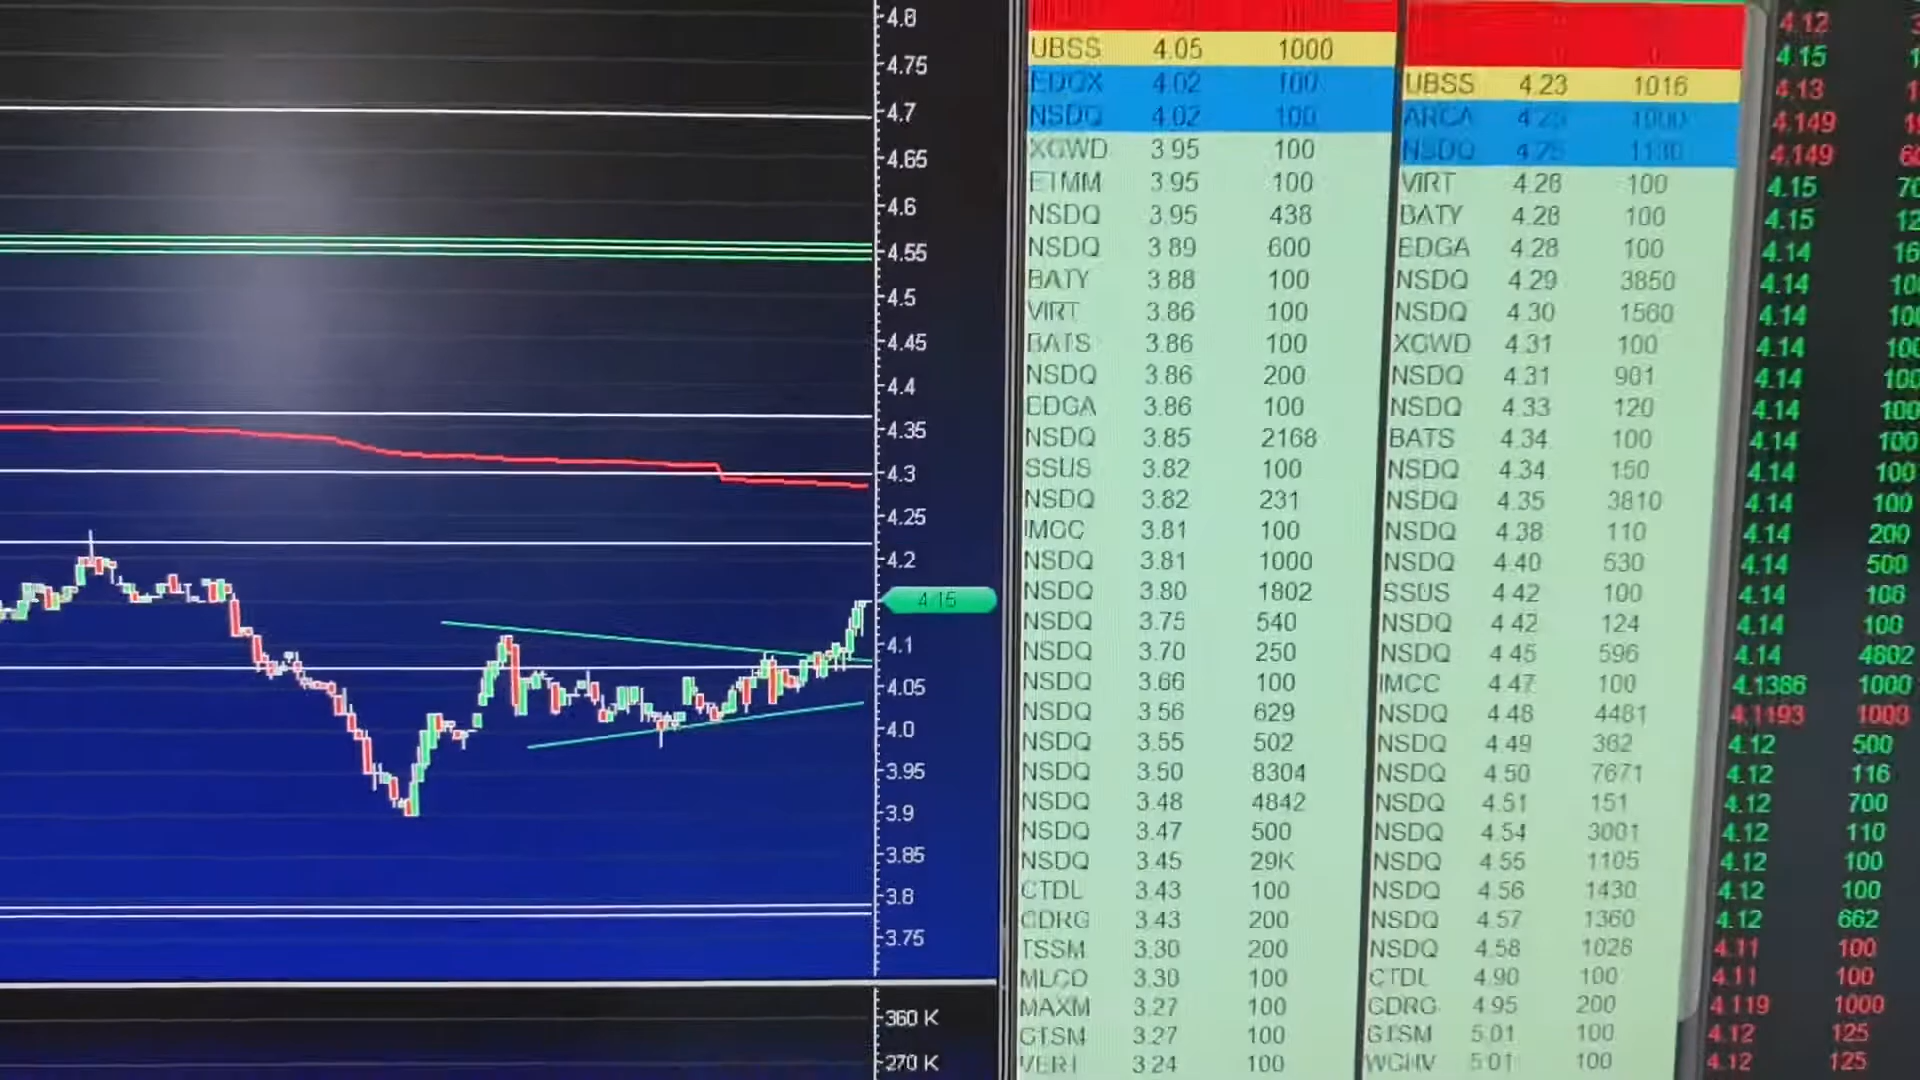 4.8
4.75
4.7
4.65
4.6
4.55
4.5
4.45
4.4
4.35
4.3
4.25
4.2
4.15
4.1
4.05
4.0
3.95
3.9
3.85
3.8
3.75
360 K
270 K
UBSS 4.05 1000
EDGX 4.02 100
NSDQ 4.02 100
XGWD 3.95 100
ETMM 3.95 100
NSDQ 3.95 438
NSDQ 3.89 600
BATY 3.88 100
VIRT 3.86 100
BATS 3.86 100
NSDQ 3.86 200
EDGA 3.86 100
NSDQ 3.85 2168
SSUS 3.82 100
NSDQ 3.82 231
IMCC 3.81 100
NSDQ 3.81 1000
NSDQ 3.80 1802
NSDQ 3.75 540
NSDQ 3.70 250
NSDQ 3.66 100
NSDQ 3.56 629
NSDQ 3.55 502
NSDQ 3.50 8304
NSDQ 3.48 4842
NSDQ 3.47 500
NSDQ 3.45 29K
CTDL 3.43 100
CDRG 3.43 200
TSSM 3.30 200
MLCO 3.30 100
MAXM 3.27 100
GTSM 3.27 100
VERT 3.24 100
UBSS 4.23 1016
ARCA
NSDQ 4.25
VIRT 4.28 100
BATY 4.28 100
EDGA 4.28 100
NSDQ 4.29 3850
NSDQ 4.30 1560
XGWD 4.31 100
NSDQ 4.31 901
NSDQ 4.33 120
BATS 4.34 100
NSDQ 4.34 150
NSDQ 4.35 3810
NSDQ 4.38 110
NSDQ 4.40 530
SSUS 4.42 100
NSDQ 4.42 124
NSDQ 4.45 596
IMCC 4.47 100
NSDQ 4.48 4481
NSDQ 4.49 362
NSDQ 4.50 7671
NSDQ 4.51 151
NSDQ 4.54 3001
NSDQ 4.55 1105
NSDQ 4.56 1430
NSDQ 4.57 1360
NSDQ 4.58 1028
CTDL 4.90 100
CDRG 4.95 200
GTSM 5.01 100
5.01 100
4.12
4.15
4.13
4.149
4.149
4.15
4.15
4.14
4.14
4.14
4.14
4.14
4.14
4.14
4.14
4.14 100
4.14 200
4.14 500
4.14 106
4.14 100
4.14 4802
4.1386 1000
4.1193 1000
4.12 500
4.12 116
4.12 700
4.12 110
4.12 100
4.12 100
4.12 662
4.11 100
4.11 100
4.119 1000
4.12 125
4.12 125